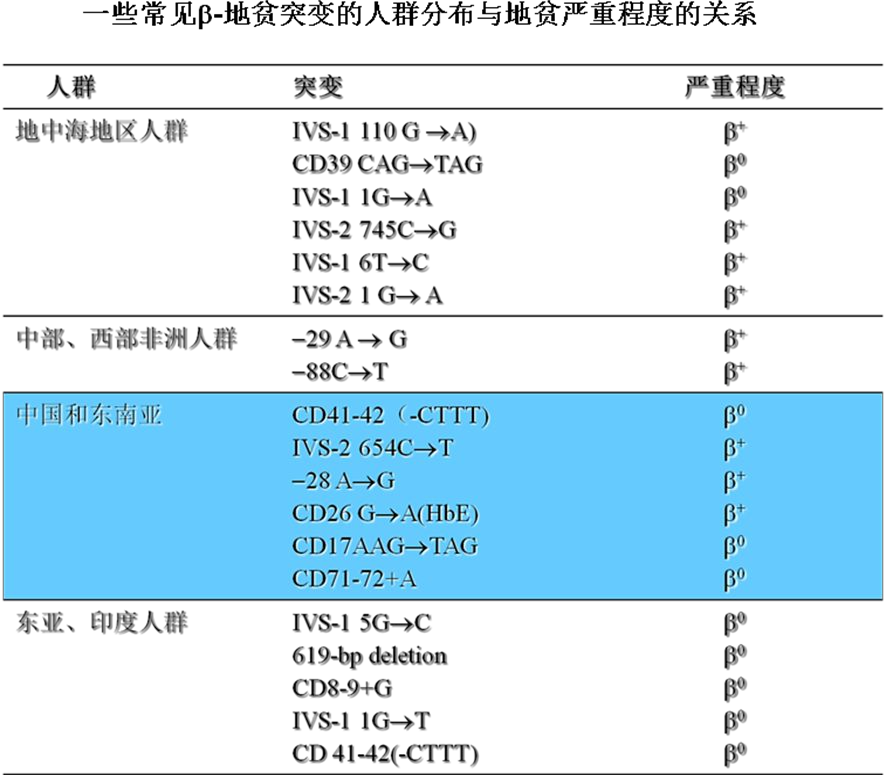 一些常见β-地贫突变的人群分布与地贫严重程度的关系
人群 突变 严重程度
地中海地区人群 IVS-1 110 G→A) β⁺
CD39 CAG→TAG β⁰
IVS-1 1G→A β⁰
IVS-2 745C→G β⁺
IVS-1 6T→C β⁺
IVS-2 1 G→ A β⁺
中部、西部非洲人群 –29 A → G β⁺
–88C→T β⁺
中国和东南亚 CD41-42（-CTTT) β⁰
IVS-2 654C→T β⁺
–28 A→G β⁺
CD26 G→A(HbE) β⁺
CD17AAG→TAG β⁰
CD71-72+A β⁰
东亚、印度人群 IVS-1 5G→C β⁰
619-bp deletion β⁰
CD8-9+G β⁰
IVS-1 1G→T β⁰
CD 41-42(-CTTT) β⁰